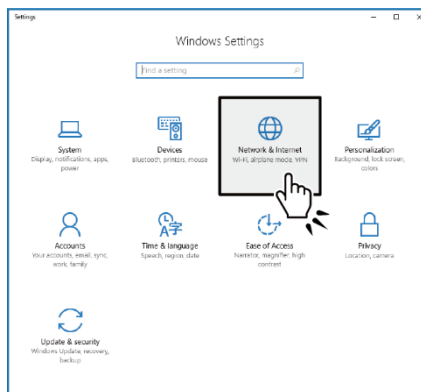 Settings
Windows Settings
Find a setting
System
Display, notifications, apps,
power
Devices
Bluetooth, printers, mouse
Network & Internet
Wi-Fi, airplane mode, VPN
Personalization
Background, lock screen,
colors
Accounts
Your accounts, email, sync,
work, family
Time & language
Speech, region, date
Ease of Access
Narrator, magnifier, high
contrast
Privacy
Location, camera
Update & security
Windows Update, recovery,
backup